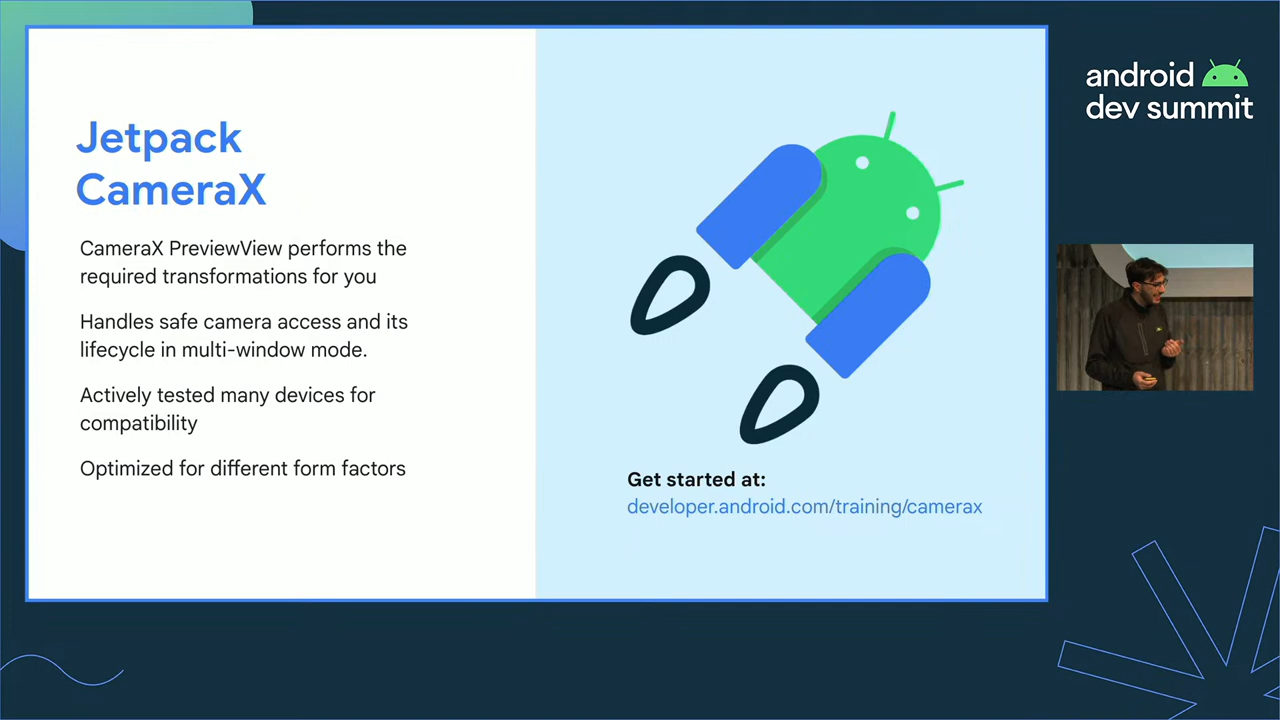 Jetpack
CameraX
CameraX PreviewView performs the
required transformations for you
Handles safe camera access and its
lifecycle in multi-window mode.
Actively tested many devices for
compatibility
Optimized for different form factors
Get started at:
developer.android.com/training/camerax
android
dev summit